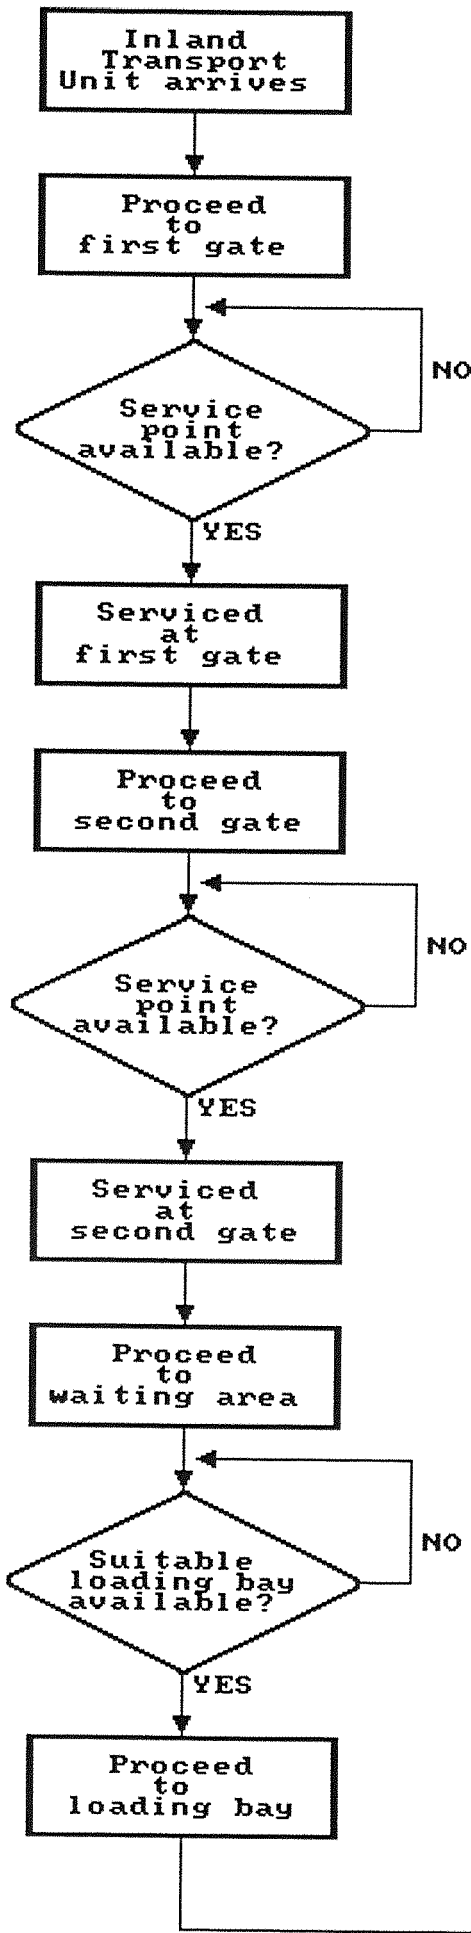 Inland
Transport
Unit arrives
Proceed
to
first gate
NO
Service
point
available?
YES
Serviced
at
first gate
Proceed
to
second gate
NO
Service
point
available?
YES
Serviced
at
second gate
Proceed
to
waiting area
NO
Suitable
loading bay
available?
YES
Proceed
to
loading bay